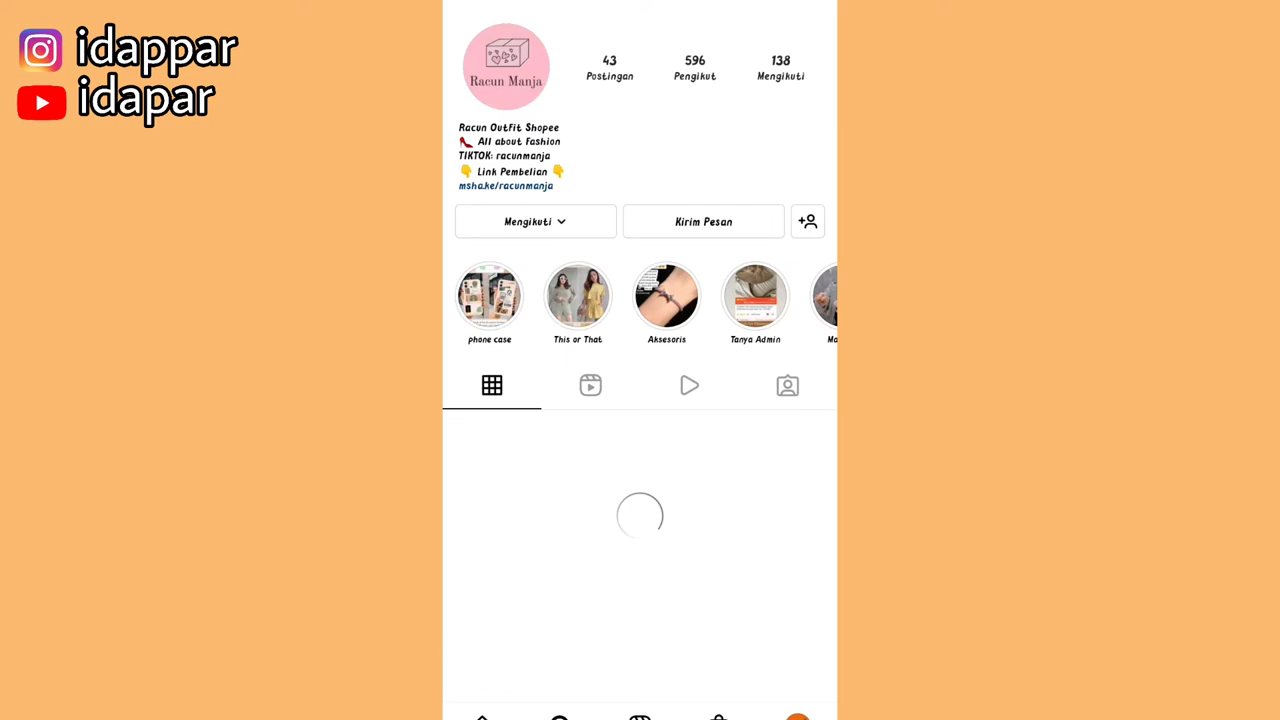 idappar
idapar
Racun Manja
43
Postingan
596
Pengikut
138
Mengikuti
Racun OutFit Shopee
👠 All about Fashion
TIKTOK: racunmanja
👇 Link Pembelian 👇
msha.ke/racunmanja
Mengikuti
Kirim Pesan
phone case
This or That
Aksesoris
Tanya Admin